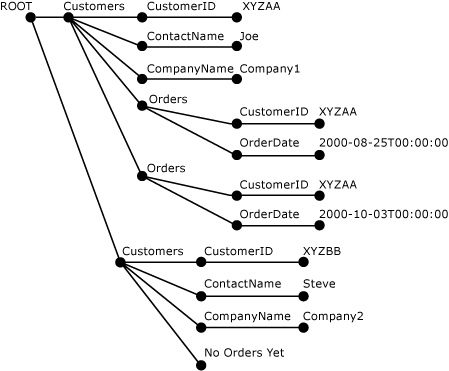 ROOT Customers CustomerID XYZAA
ContactName Joe
CompanyName Company1
Orders
CustomerID XYZAA
OrderDate 2000-08-25T00:00:00
Orders
CustomerID XYZAA
OrderDate 2000-10-03T00:00:00
Customers CustomerID XYZBB
ContactName Steve
CompanyName Company2
No Orders Yet